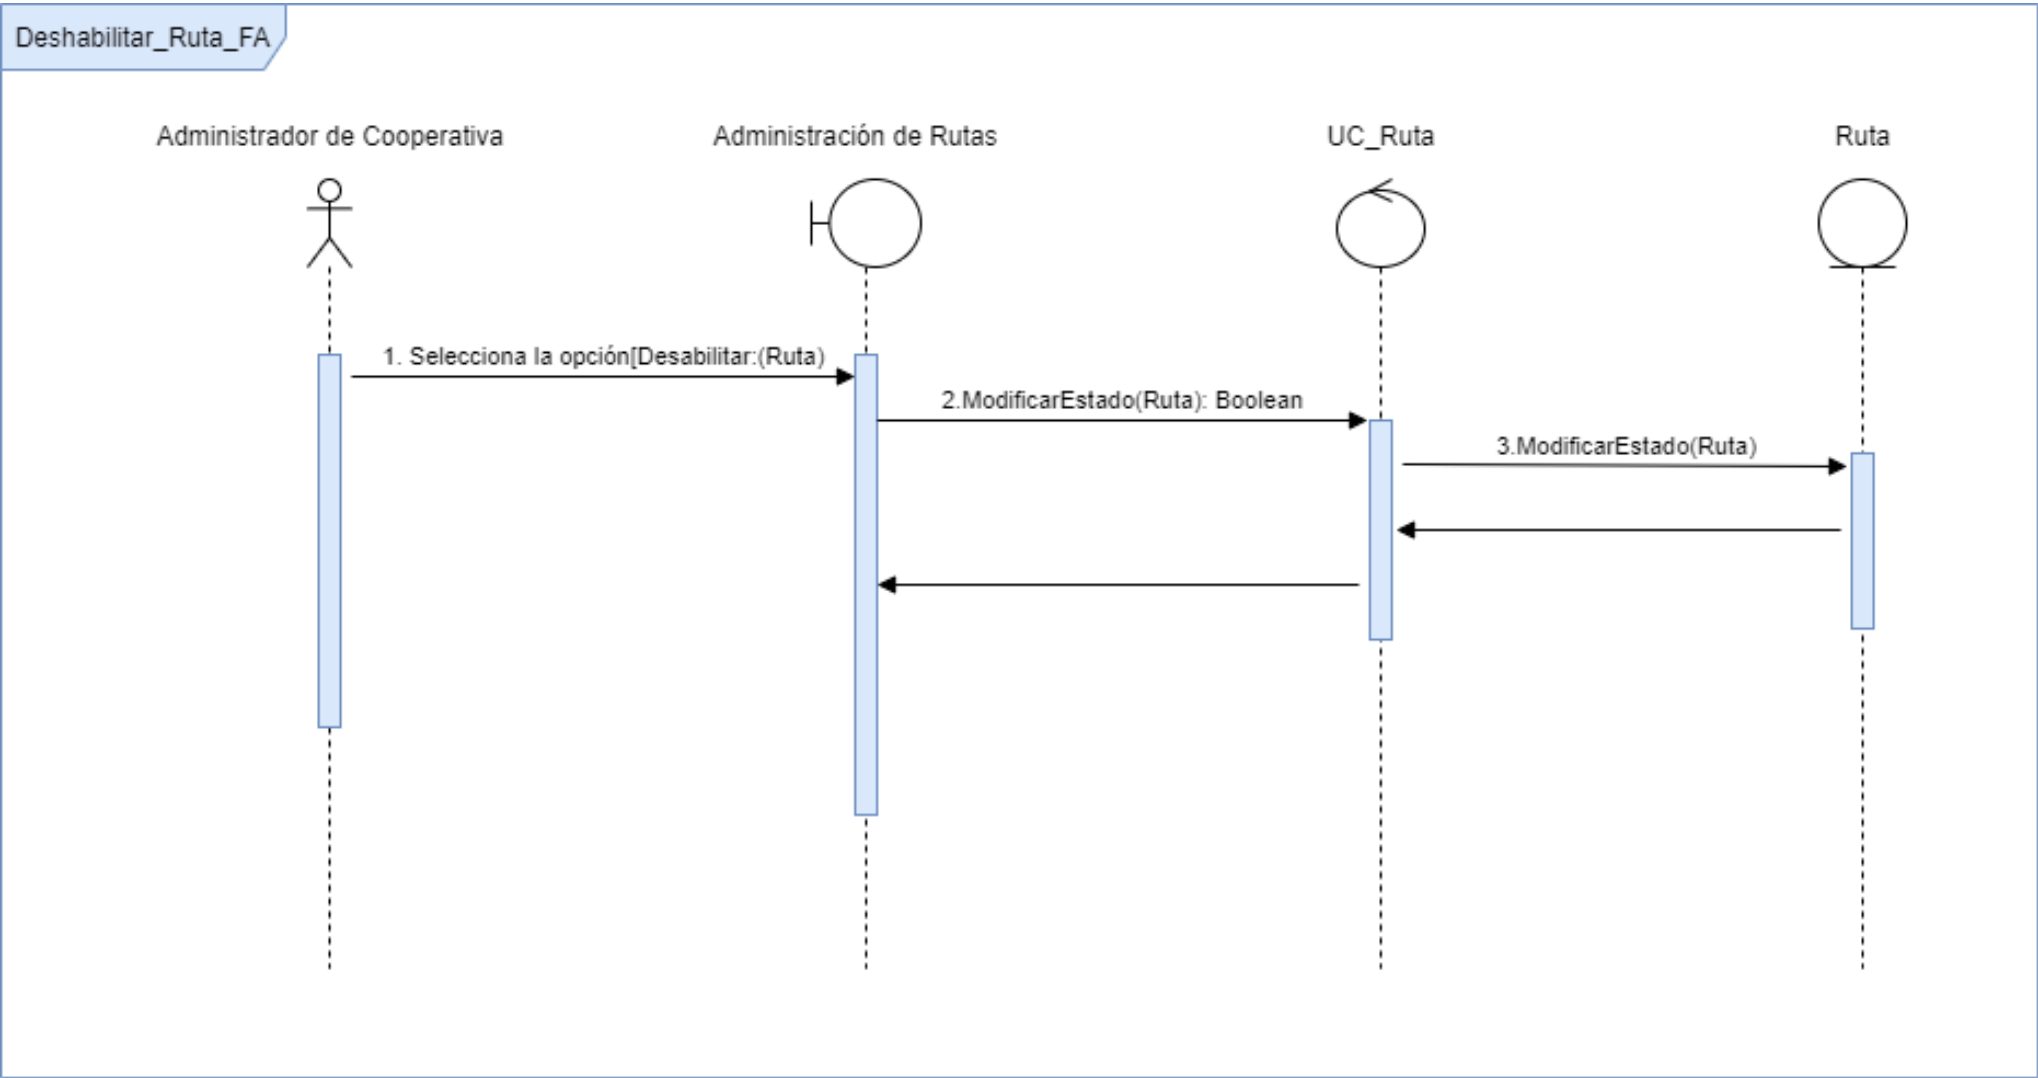 Deshabilitar_Ruta_FA
Administrador de Cooperativa
Administración de Rutas
UC_Ruta
Ruta
1. Selecciona la opción[Desabilitar:(Ruta)
2.ModificarEstado(Ruta): Boolean
3.ModificarEstado(Ruta)